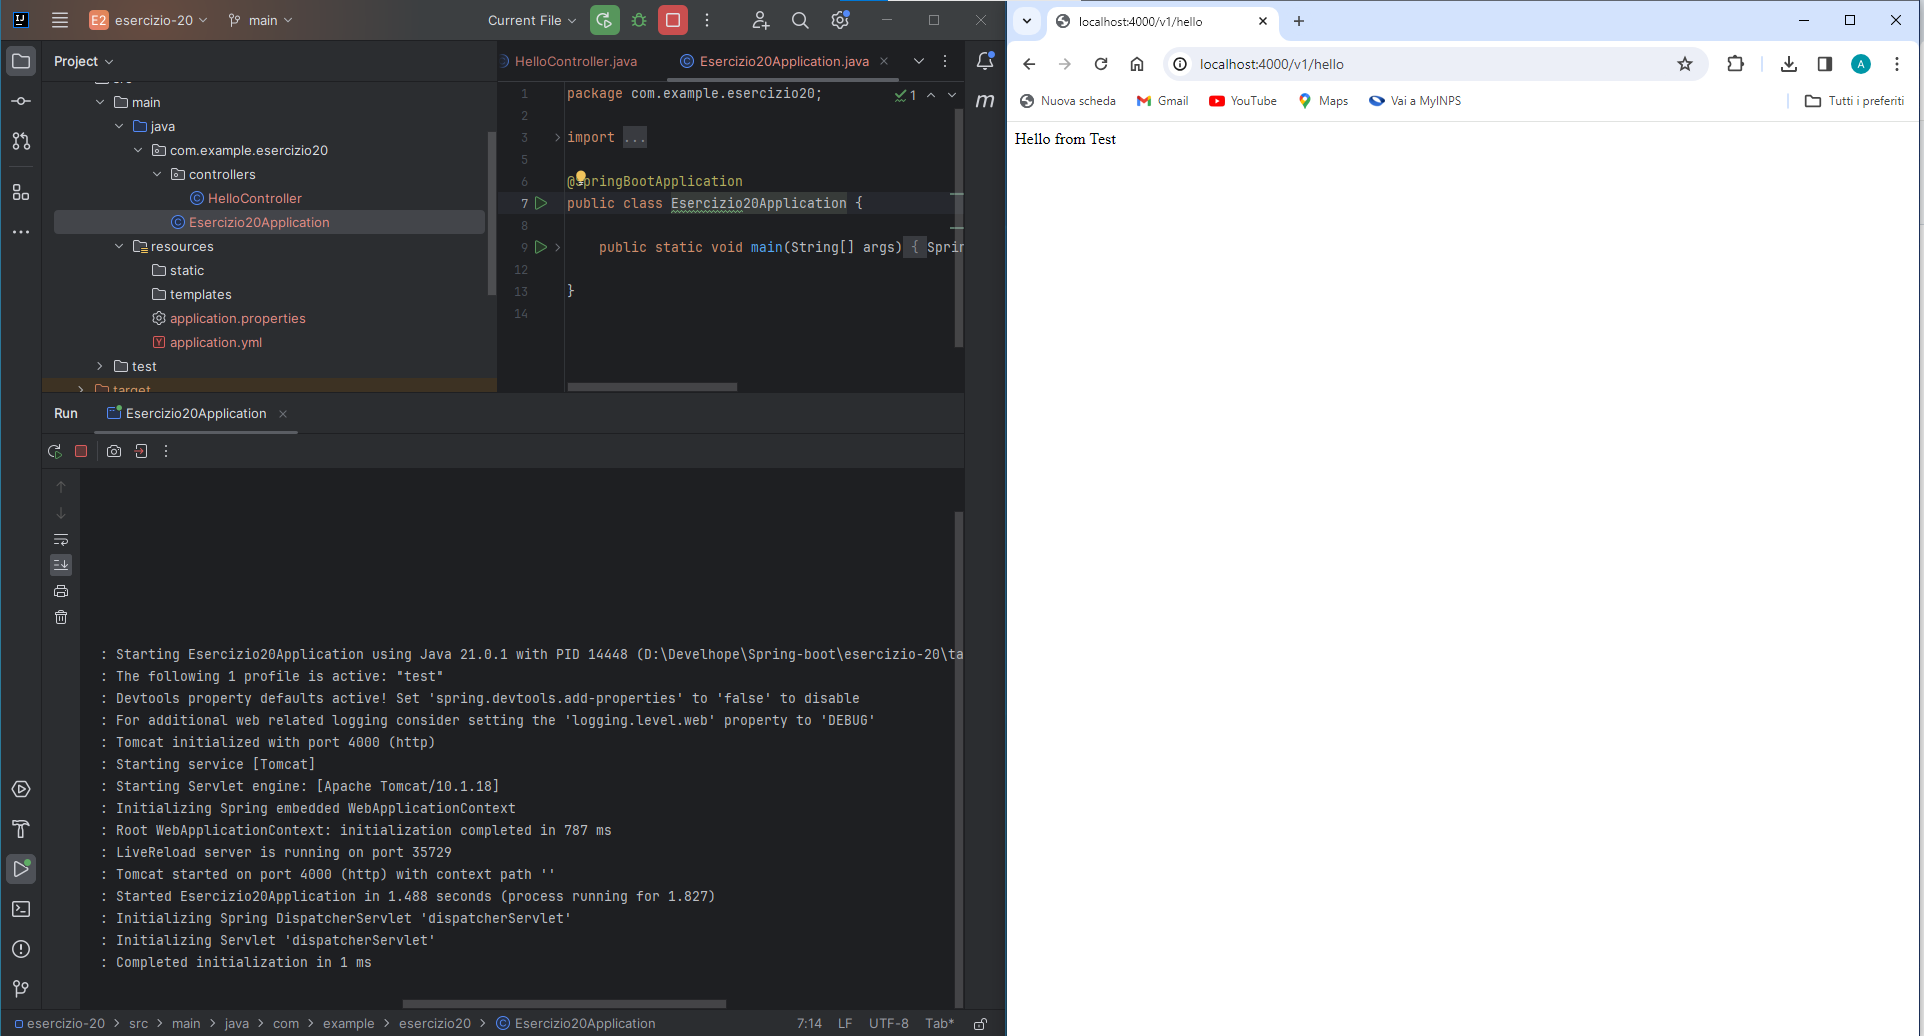 E2 esercizio-20 main Current File
Project
HelloController.java
Esercizio20Application.java
src
main
java
com.example.esercizio20
controllers
HelloController
Esercizio20Application
resources
static
templates
application.properties
application.yml
test
target
1 package com.example.esercizio20; 1
2
3 import ...
5
6 @SpringBootApplication
7 public class Esercizio20Application {
8
9 public static void main(String[] args) { Sprin
12
13 }
14
m
Run Esercizio20Application
: Starting Esercizio20Application using Java 21.0.1 with PID 14448 (D:\Develhope\Spring-boot\esercizio-20\ta
: The following 1 profile is active: "test"
: Devtools property defaults active! Set 'spring.devtools.add-properties' to 'false' to disable
: For additional web related logging consider setting the 'logging.level.web' property to 'DEBUG'
: Tomcat initialized with port 4000 (http)
: Starting service [Tomcat]
: Starting Servlet engine: [Apache Tomcat/10.1.18]
: Initializing Spring embedded WebApplicationContext
: Root WebApplicationContext: initialization completed in 787 ms
: LiveReload server is running on port 35729
: Tomcat started on port 4000 (http) with context path ''
: Started Esercizio20Application in 1.488 seconds (process running for 1.827)
: Initializing Spring DispatcherServlet 'dispatcherServlet'
: Initializing Servlet 'dispatcherServlet'
: Completed initialization in 1 ms
esercizio-20 > src > main > java > com > example > esercizio20 > Esercizio20Application 7:14 LF UTF-8 Tab*
localhost:4000/v1/hello
localhost:4000/v1/hello
A
Nuova scheda Gmail YouTube Maps Vai a MyINPS Tutti i preferiti
Hello from Test